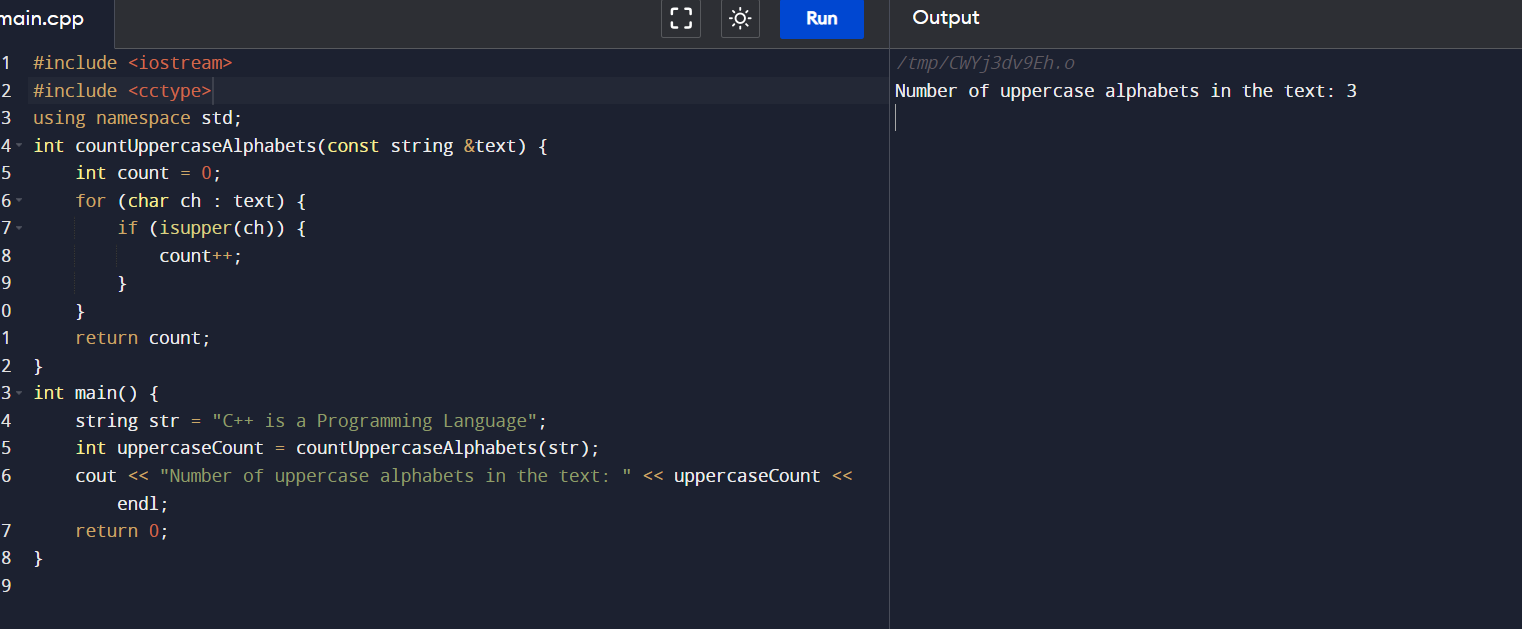 main.cpp
Run
Output
1 #include <iostream>
2 #include <cctype>
3 using namespace std;
4 int countUppercaseAlphabets(const string &text) {
5     int count = 0;
6     for (char ch : text) {
7         if (isupper(ch)) {
8             count++;
9         }
0     }
1     return count;
2 }
3 int main() {
4     string str = "C++ is a Programming Language";
5     int uppercaseCount = countUppercaseAlphabets(str);
6     cout << "Number of uppercase alphabets in the text: " << uppercaseCount <<
        endl;
7     return 0;
8 }
9
/tmp/CWYj3dv9Eh.o
Number of uppercase alphabets in the text: 3